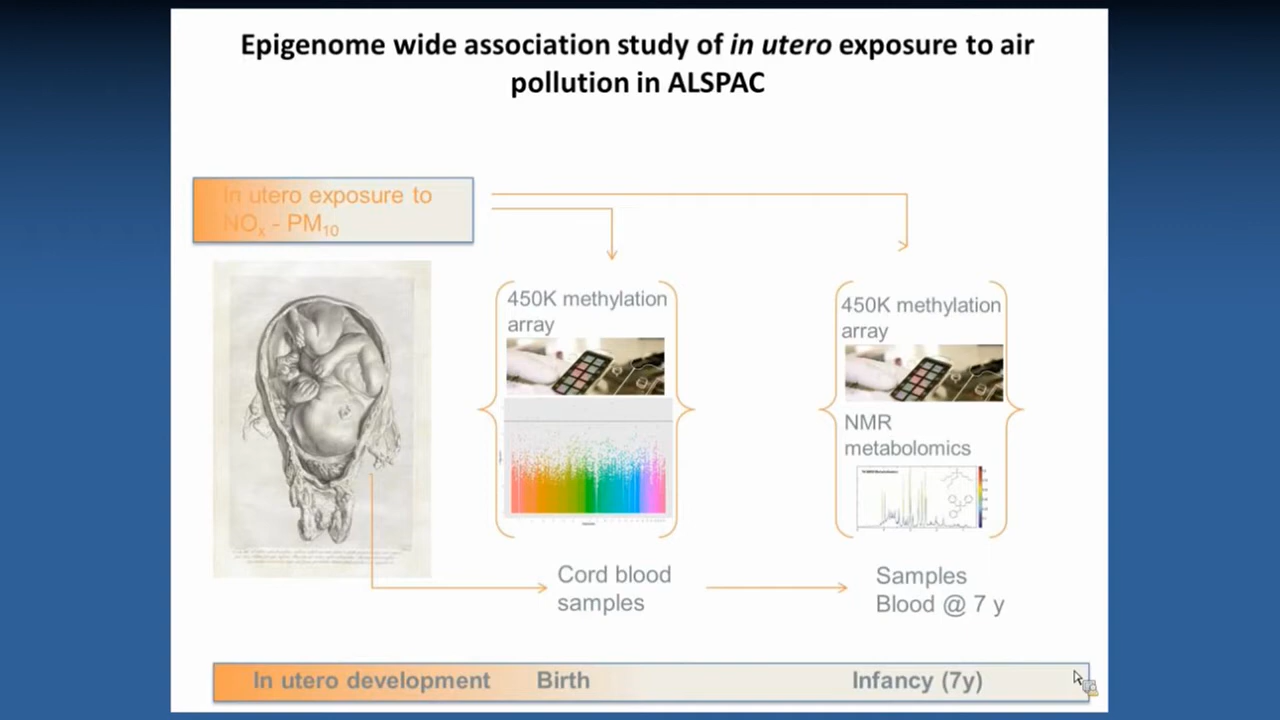 Epigenome wide association study of in utero exposure to air
pollution in ALSPAC
In utero exposure to
NOx - PM10
450K methylation
array
450K methylation
array
NMR
metabolomics
Cord blood
samples
Samples
Blood @ 7 y
In utero development Birth Infancy (7y)